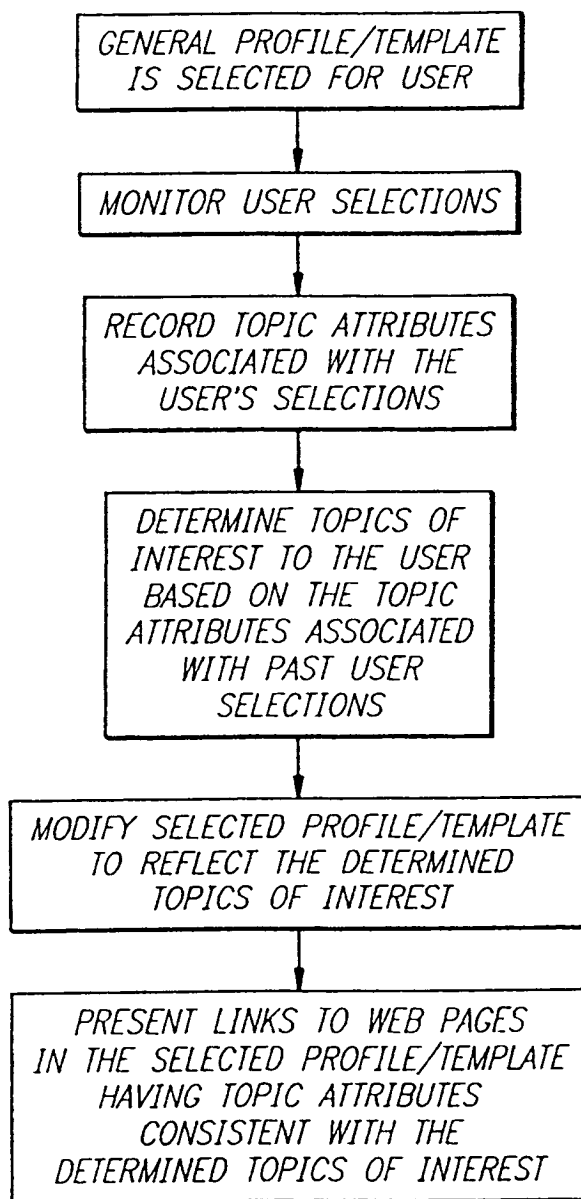 GENERAL PROFILE/TEMPLATE
IS SELECTED FOR USER
MONITOR USER SELECTIONS
RECORD TOPIC ATTRIBUTES
ASSOCIATED WITH THE
USER'S SELECTIONS
DETERMINE TOPICS OF
INTEREST TO THE USER
BASED ON THE TOPIC
ATTRIBUTES ASSOCIATED
WITH PAST USER
SELECTIONS
MODIFY SELECTED PROFILE/TEMPLATE
TO REFLECT THE DETERMINED
TOPICS OF INTEREST
PRESENT LINKS TO WEB PAGES
IN THE SELECTED PROFILE/TEMPLATE
HAVING TOPIC ATTRIBUTES
CONSISTENT WITH THE
DETERMINED TOPICS OF INTEREST